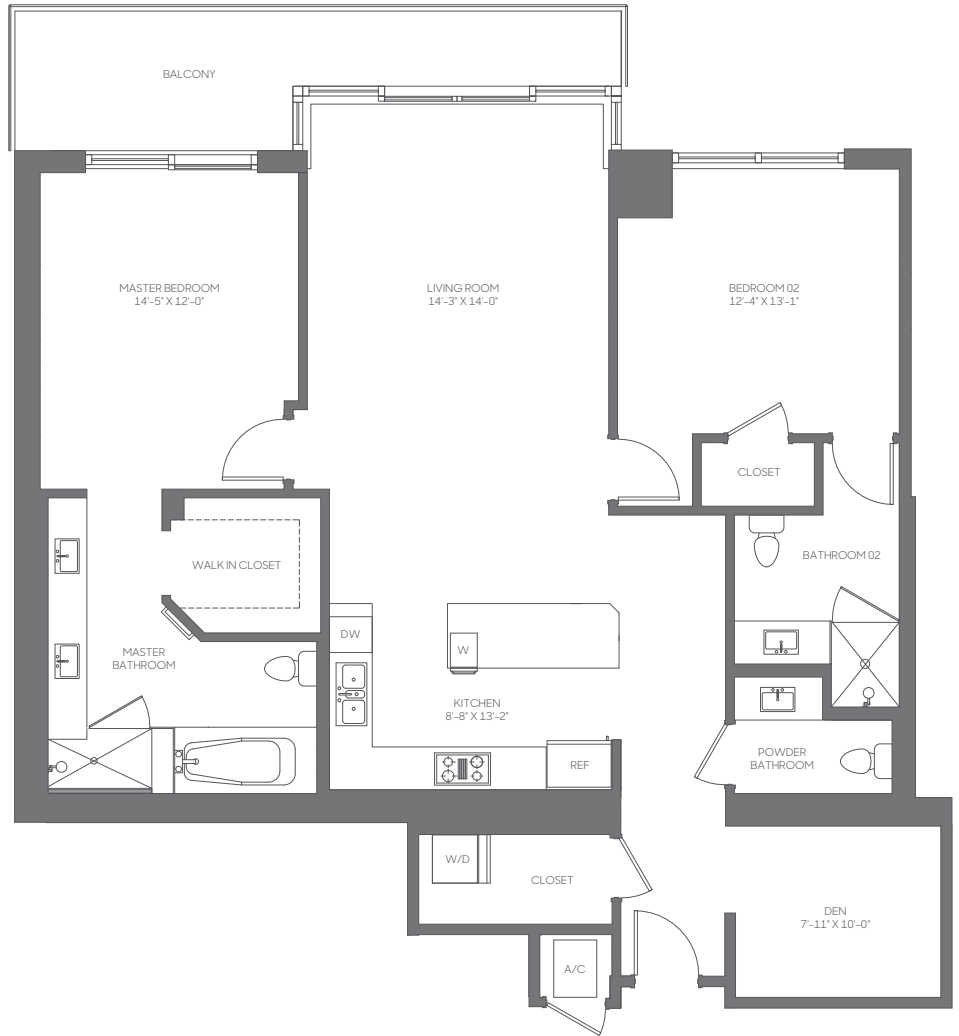 BALCONY
MASTER BEDROOM
14'-5" X 12'-0"
LIVING ROOM
14'-3" X 14'-0"
BEDROOM 02
12'-4" X 13'-1"
CLOSET
WALK IN CLOSET
BATHROOM 02
DW
W
MASTER
BATHROOM
KITCHEN
8'-8" X 13'-2"
REF
POWDER
BATHROOM
W/D
CLOSET
DEN
7'-11" X 10'-0"
A/C